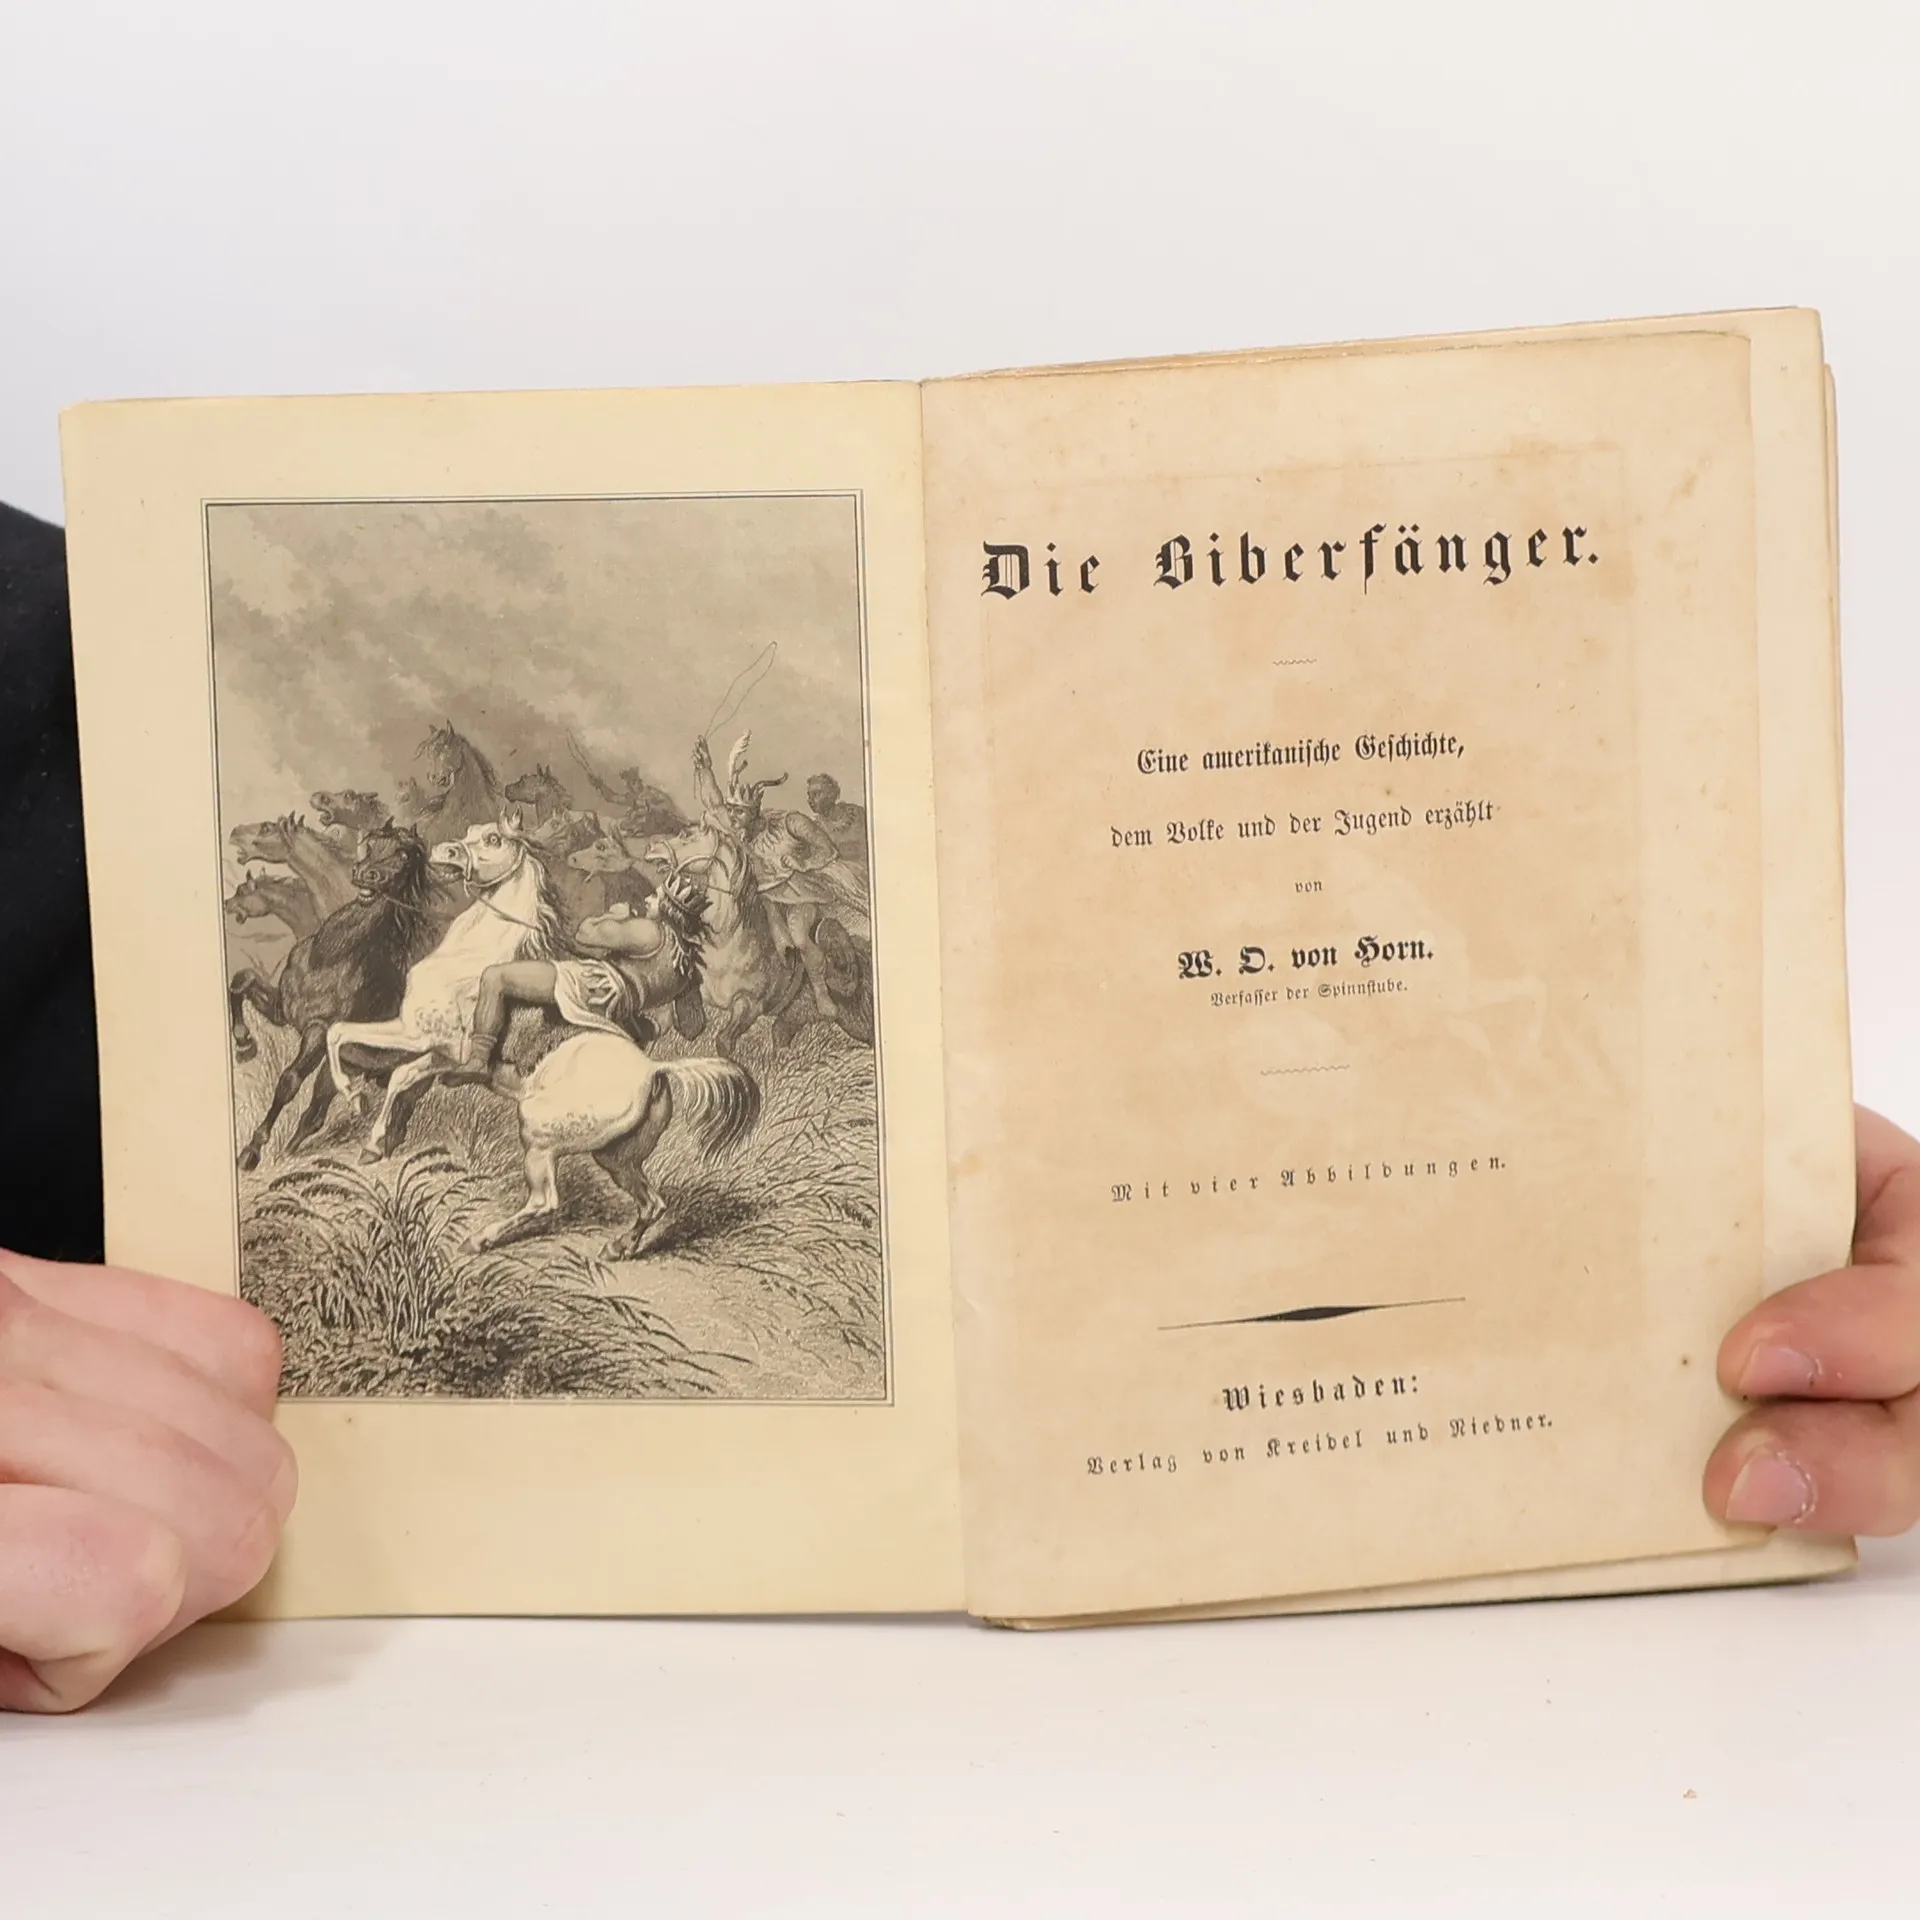 Die Biberfänger.
Eine amerikanische Geschichte,
dem Volke und der Jugend erzählt
von
W. O. von Horn.
Verfasser der Spinnstube.
Mit vier Abbildungen.
Wiesbaden:
Verlag von Kreidel und Niedner.